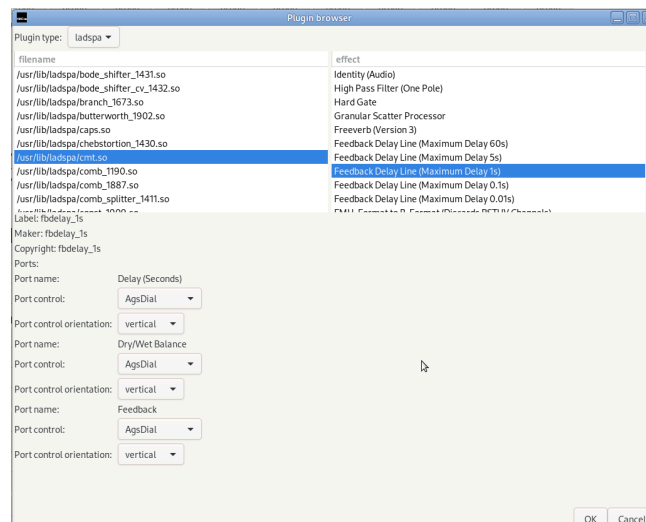 Plugin browser
Plugin type: ladspa
filename
/usr/lib/ladspa/bode_shifter_1431.so
/usr/lib/ladspa/bode_shifter_cv_1432.so
/usr/lib/ladspa/branch_1673.so
/usr/lib/ladspa/butterworth_1902.so
/usr/lib/ladspa/caps.so
/usr/lib/ladspa/chebstortion_1430.so
/usr/lib/ladspa/cmt.so
/usr/lib/ladspa/comb_1190.so
/usr/lib/ladspa/comb_1887.so
/usr/lib/ladspa/comb_splitter_1411.so
effect
Identity (Audio)
High Pass Filter (One Pole)
Hard Gate
Granular Scatter Processor
Freeverb (Version 3)
Feedback Delay Line (Maximum Delay 60s)
Feedback Delay Line (Maximum Delay 5s)
Feedback Delay Line (Maximum Delay 1s)
Feedback Delay Line (Maximum Delay 0.1s)
Feedback Delay Line (Maximum Delay 0.01s)
Label: fbdelay_1s
Maker: fbdelay_1s
Copyright: fbdelay_1s
Ports:
Port name: Delay (Seconds)
Port control: AgsDial
Port control orientation: vertical
Port name: Dry/Wet Balance
Port control: AgsDial
Port control orientation: vertical
Port name: Feedback
Port control: AgsDial
Port control orientation: vertical
OK Cancel